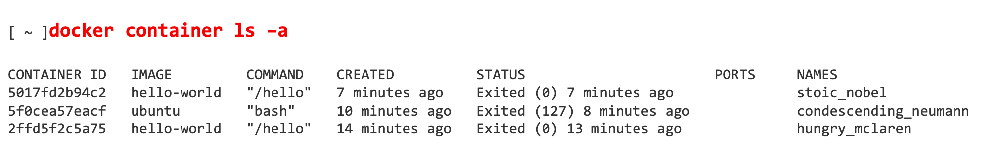 [ ~ ]docker container ls –a
CONTAINER ID IMAGE COMMAND CREATED STATUS PORTS NAMES
5017fd2b94c2 hello-world "/hello" 7 minutes ago Exited (0) 7 minutes ago stoic_nobel
5f0cea57eacf ubuntu "bash" 10 minutes ago Exited (127) 8 minutes ago condescending_neumann
2ffd5f2c5a75 hello-world "/hello" 14 minutes ago Exited (0) 13 minutes ago hungry_mclaren